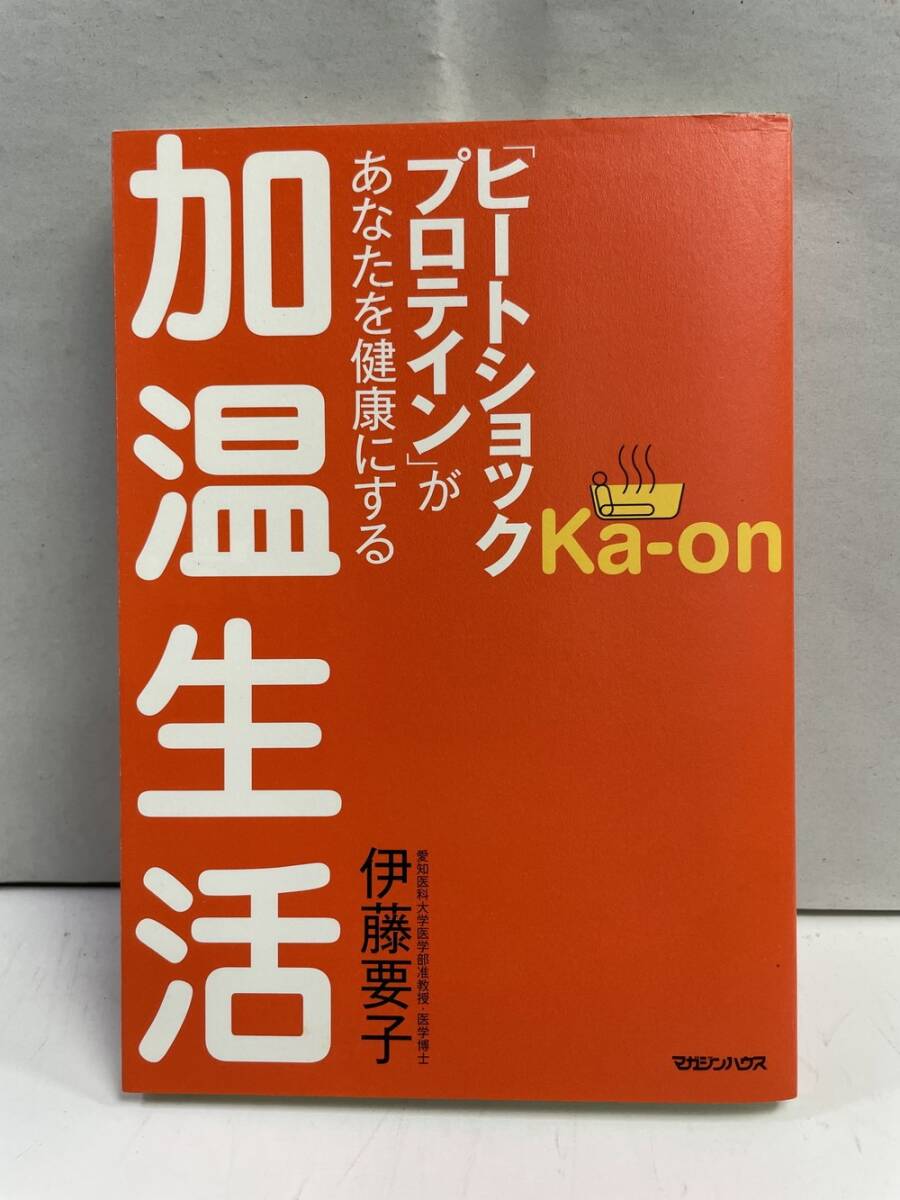 「ヒートショック
プロテイン」が
あなたを健康にする
加温生活
Ka-on
愛知医科大学医学部准教授・医学博士
伊藤要子
マガジンハウス